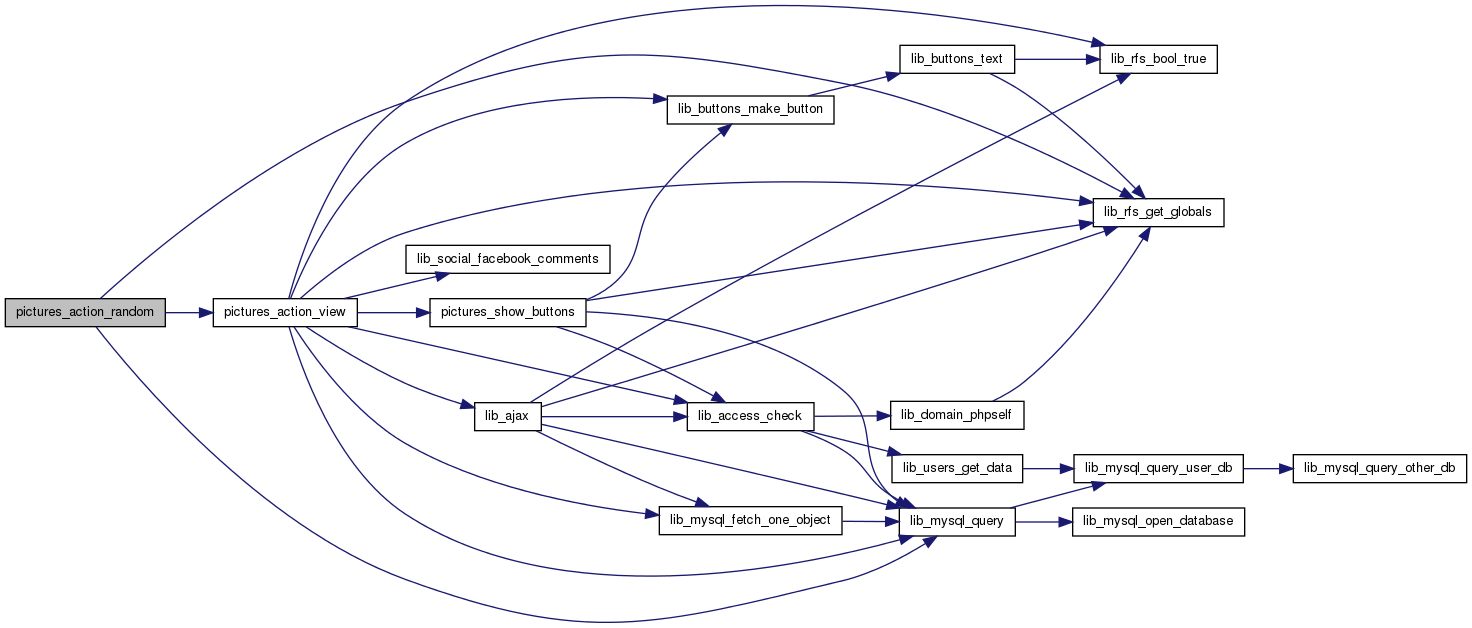 lib_buttons_text
lib_rfs_bool_true
lib_buttons_make_button
lib_rfs_get_globals
lib_social_facebook_comments
pictures_action_random
pictures_action_view
pictures_show_buttons
lib_ajax
lib_access_check
lib_domain_phpself
lib_users_get_data
lib_mysql_query_user_db
lib_mysql_query_other_db
lib_mysql_fetch_one_object
lib_mysql_query
lib_mysql_open_database